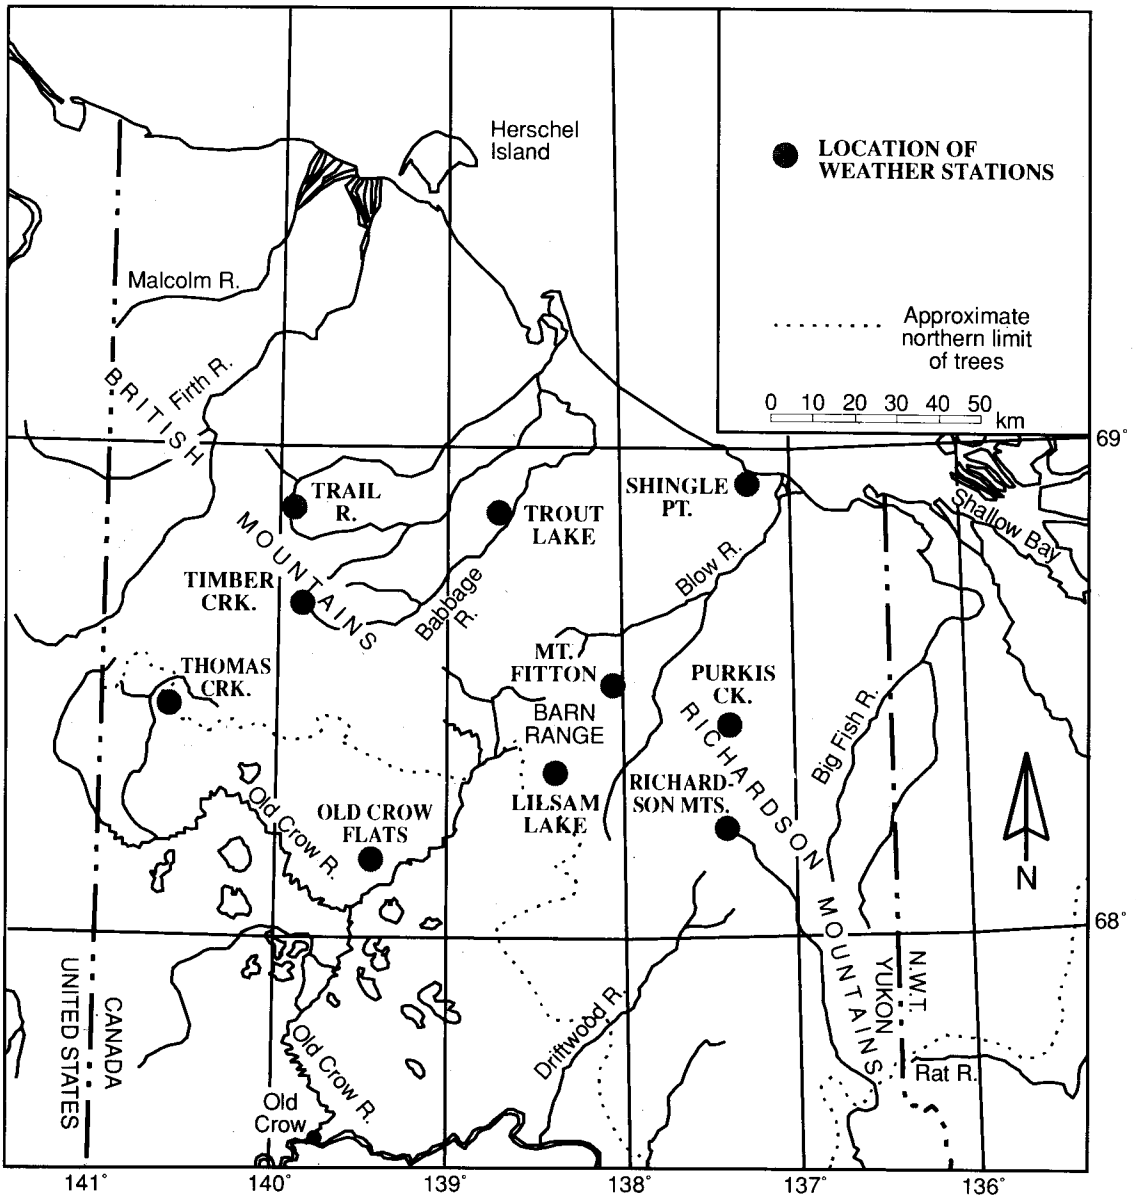 Herschel
Island
LOCATION OF
WEATHER STATIONS
Approximate
northern limit
of trees
0 10 20 30 40 50
km
Malcolm R.
Firth R.
BRITISH
69°
TRAIL
R.
SHINGLE
PT.
TROUT
LAKE
Shallow Bay
MOUNTAINS
Blow R.
TIMBER
CRK.
Babbage
R.
THOMAS
CRK.
MT.
FITTON
PURKIS
CK.
BARN
RANGE
RICHARDSON
Big Fish R.
LILSAM
LAKE
RICHARD-
SON MTS.
Old Crow R.
OLD CROW
FLATS
N
MOUNTAINS
68°
UNITED STATES
CANADA
YUKON
N.W.T.
Driftwood R.
Old Crow R.
Rat R.
Old
Crow
141° 140° 139° 138° 137° 136°